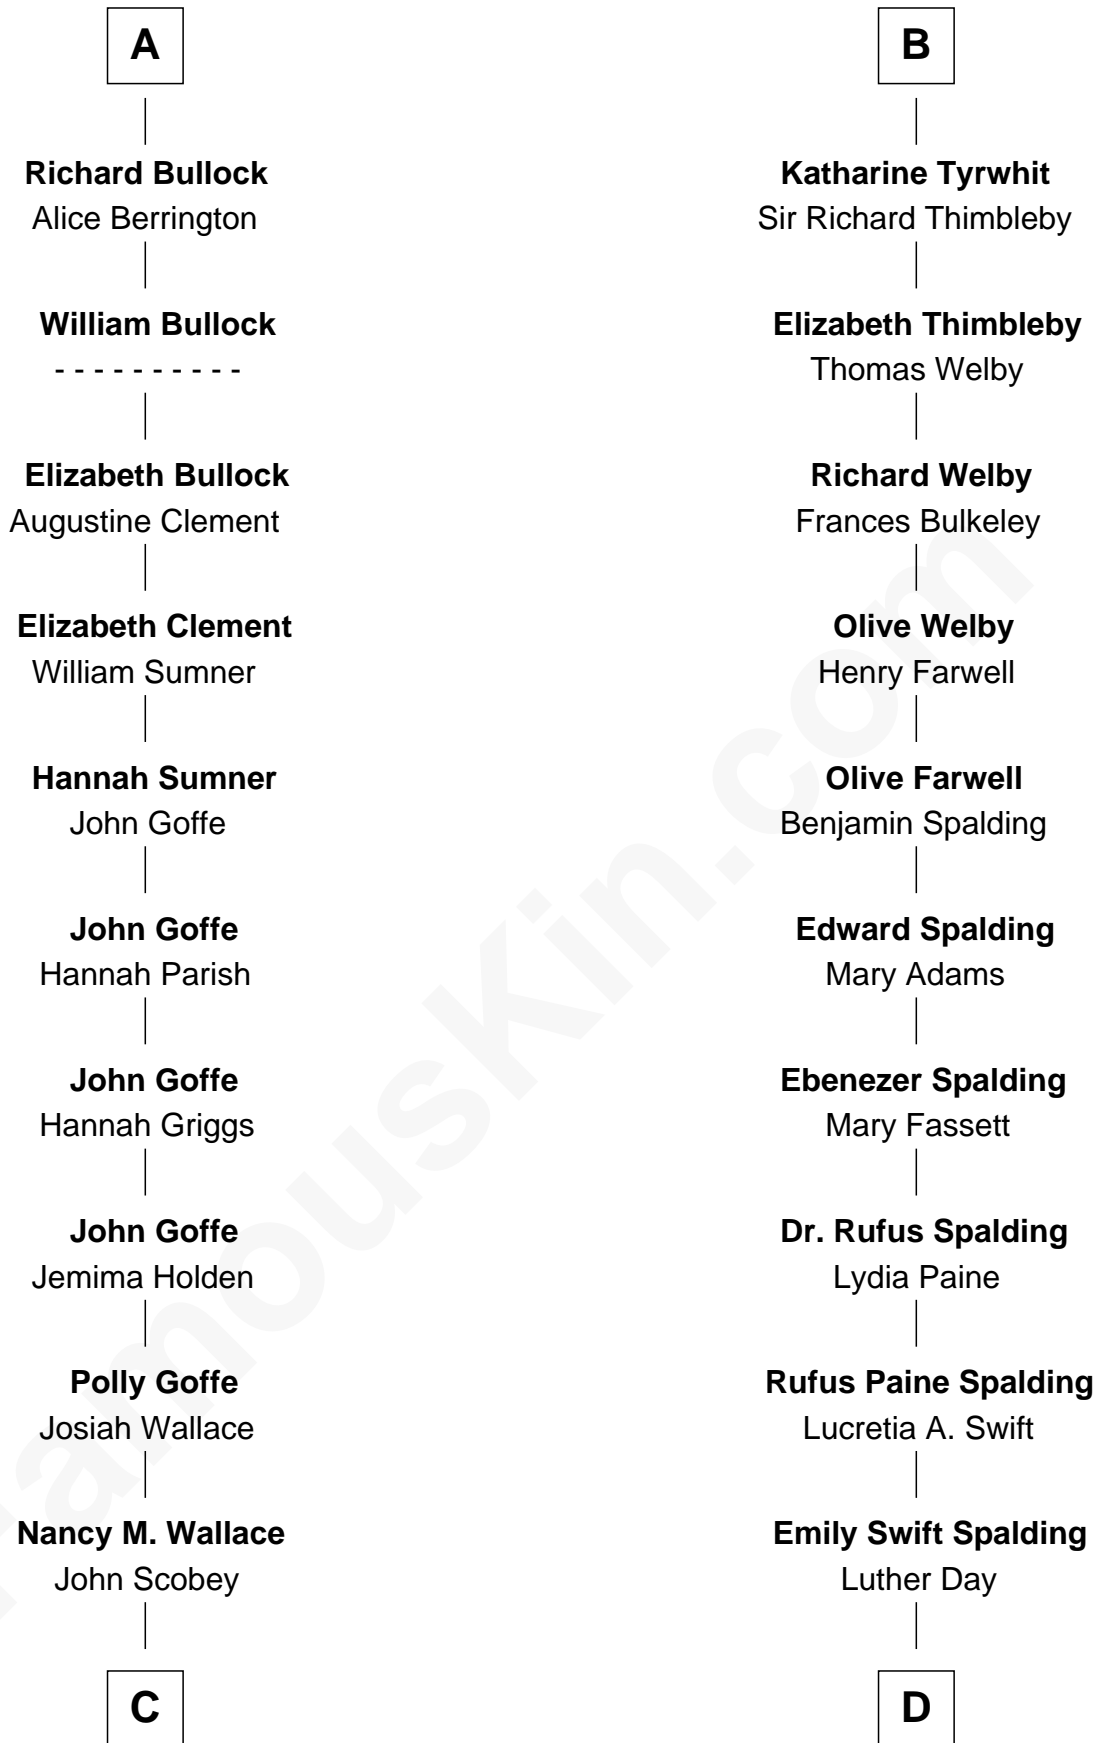 A
Richard Bullock
Alice Berrington
William Bullock
- - - - - - - - - -
Elizabeth Bullock
Augustine Clement
Elizabeth Clement
William Sumner
Hannah Sumner
John Goffe
John Goffe
Hannah Parish
John Goffe
Hannah Griggs
John Goffe
Jemima Holden
Polly Goffe
Josiah Wallace
Nancy M. Wallace
John Scobey
C
B
Katharine Tyrwhit
Sir Richard Thimbleby
Elizabeth Thimbleby
Thomas Welby
Richard Welby
Frances Bulkeley
Olive Welby
Henry Farwell
Olive Farwell
Benjamin Spalding
Edward Spalding
Mary Adams
Ebenezer Spalding
Mary Fassett
Dr. Rufus Spalding
Lydia Paine
Rufus Paine Spalding
Lucretia A. Swift
Emily Swift Spalding
Luther Day
D
FamousKin.com